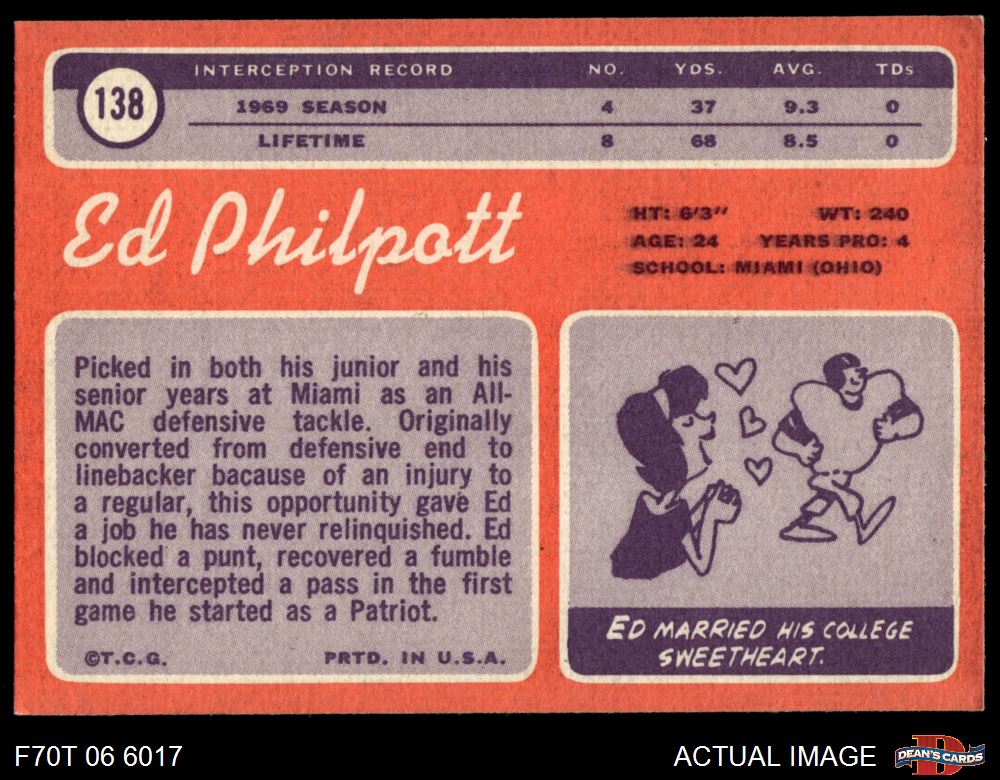 138
INTERCEPTION RECORD NO. YDS. AVG. TDs
1969 SEASON 4 37 9.3 0
LIFETIME 8 68 8.5 0
Ed Philpott
HT: 6'3" WT: 240
AGE: 24 YEARS PRO: 4
SCHOOL: MIAMI (OHIO)
Picked in both his junior and his
senior years at Miami as an All-
MAC defensive tackle. Originally
converted from defensive end to
linebacker bacause of an injury to
a regular, this opportunity gave Ed
a job he has never relinquished. Ed
blocked a punt, recovered a fumble
and intercepted a pass in the first
game he started as a Patriot.
©T.C.G. PRTD. IN U.S.A.
ED MARRIED HIS COLLEGE
SWEETHEART.
F70T 06 6017
ACTUAL IMAGE
D
DEAN'S CARDS